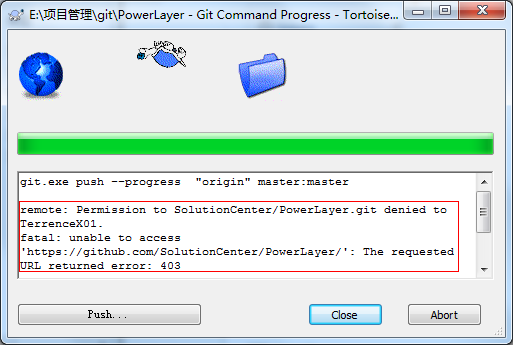 E:\项目管理\git\PowerLayer - Git Command Progress - Tortoise...
git.exe push --progress  "origin" master:master
remote: Permission to SolutionCenter/PowerLayer.git denied to
TerrenceX01.
fatal: unable to access
'https://github.com/SolutionCenter/PowerLayer/': The requested
URL returned error: 403
Push...
Close
Abort